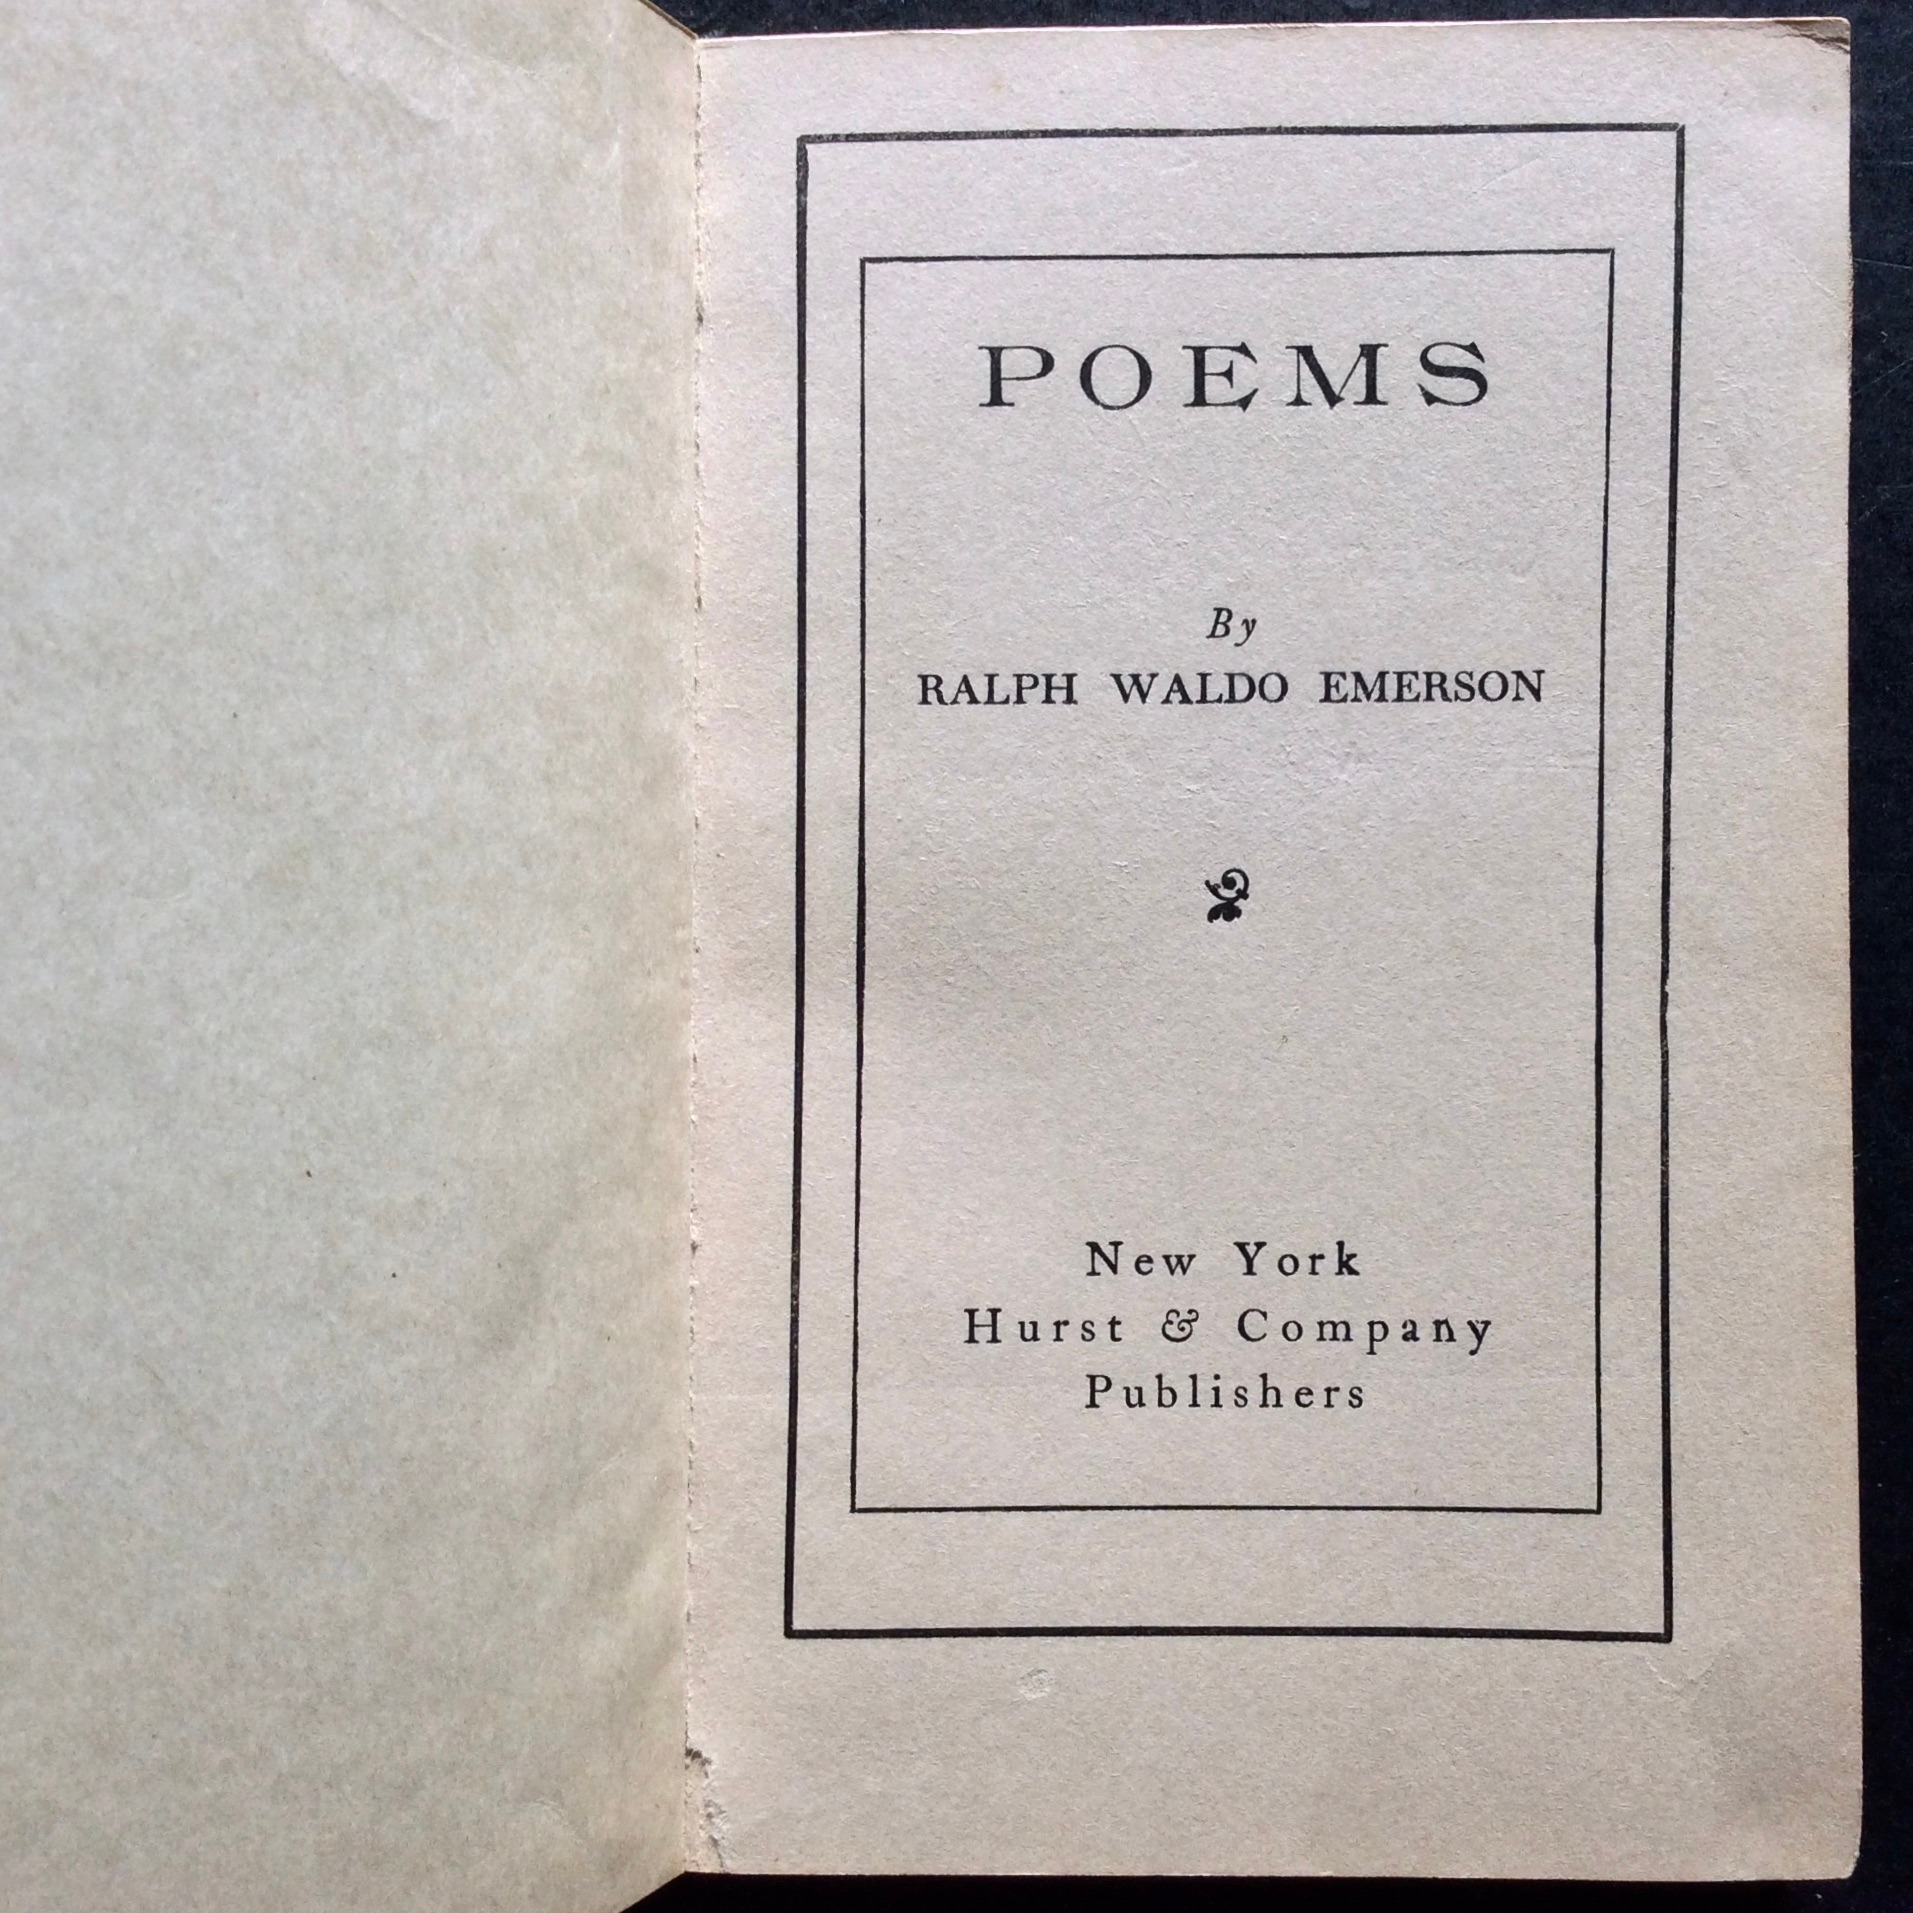 POEMS
By
RALPH WALDO EMERSON
New York
Hurst & Company
Publishers